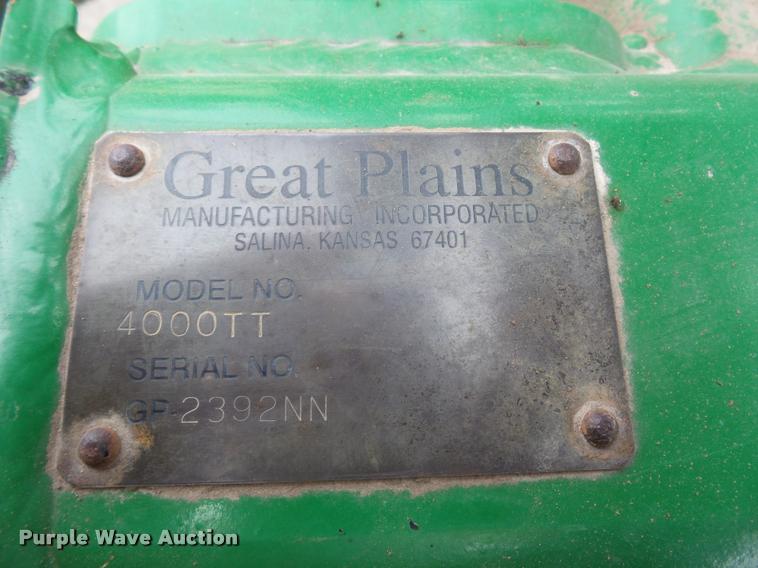 Great Plains
MANUFACTURING INCORPORATED
SALINA, KANSAS 67401
MODEL NO.
4000TT
SERIAL NO.
GP-2392NN
Purple Wave Auction